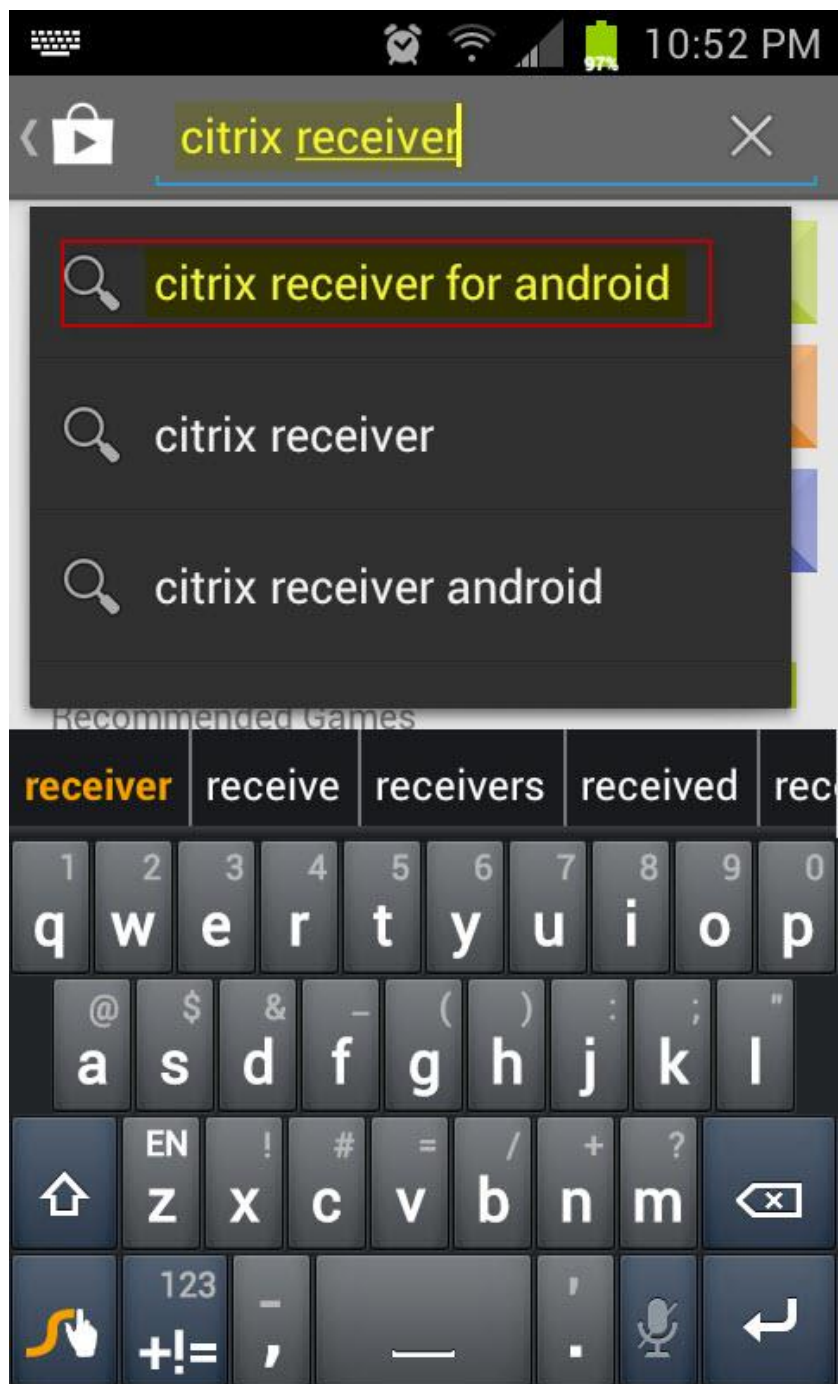 97%
10:52 PM
citrix receiver
citrix receiver for android
citrix receiver
citrix receiver android
Recommended Games
receiver receive receivers received rec
1 2 3 4 5 6 7 8 9 0
q w e r t y u i o p
@ $ & _ ( ) : ; "
a s d f g h j k l
EN ! # = / + ?
z x c v b n m
123 - '
+!= , .